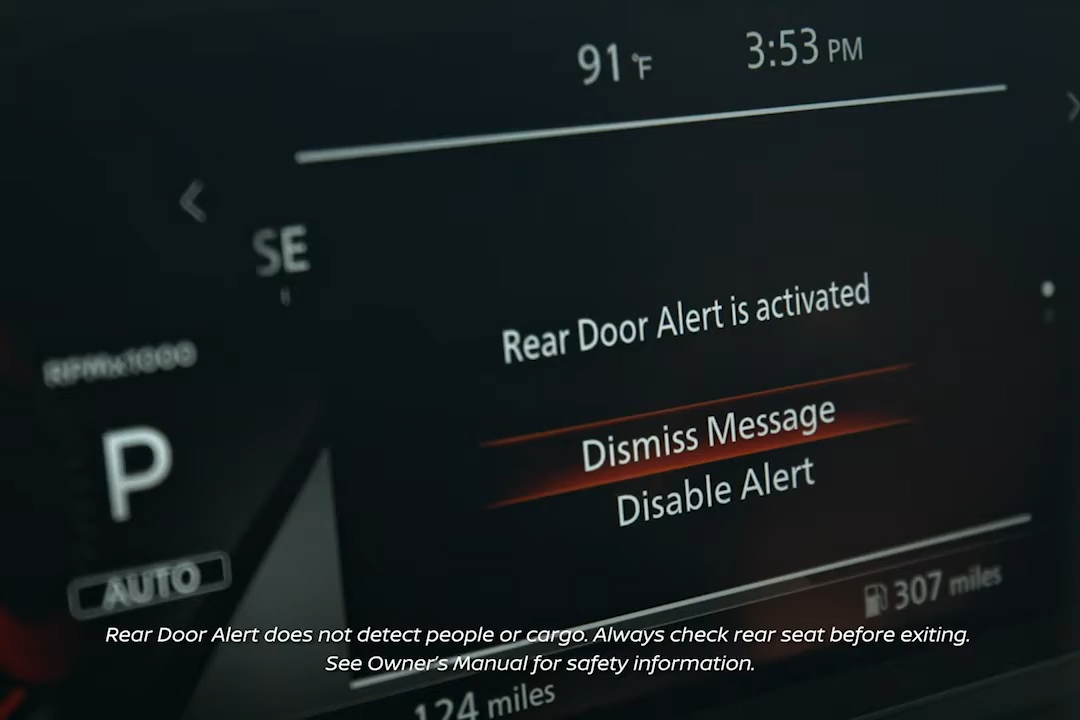 91 °F 3:53 PM
SE
Rear Door Alert is activated
RPMx1000
Dismiss Message
P
Disable Alert
AUTO
307 miles
Rear Door Alert does not detect people or cargo. Always check rear seat before exiting.
See Owner's Manual for safety information.
124 miles